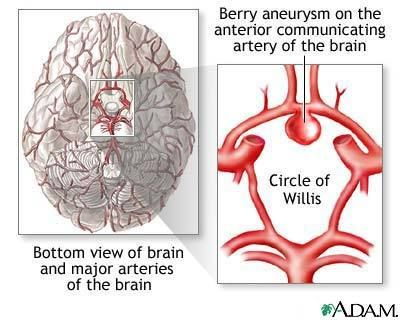 Berry aneurysm on the
anterior communicating
artery of the brain
Circle of
Willis
Bottom view of brain
and major arteries
of the brain
ADAM.